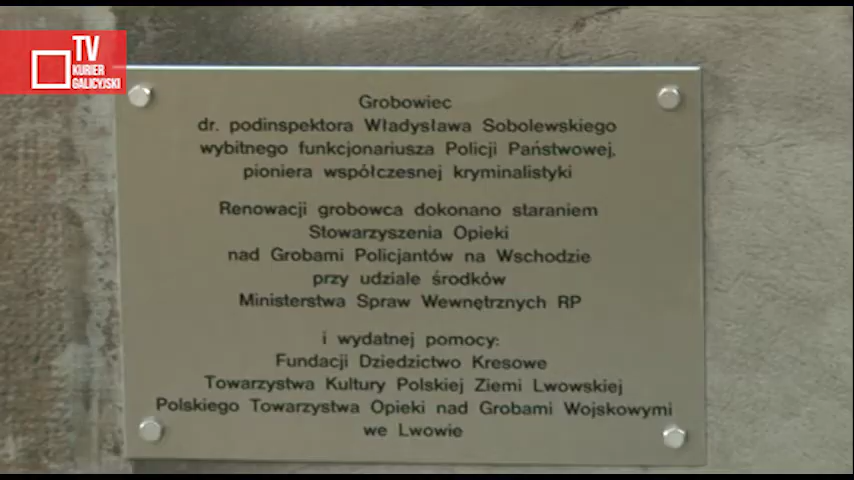 TV
KURIER
GALICYJSKI
Grobowiec
dr. podinspektora Władysława Sobolewskiego
wybitnego funkcjonariusza Policji Państwowej,
pioniera współczesnej kryminalistyki
Renowacji grobowca dokonano staraniem
Stowarzyszenia Opieki
nad Grobami Policjantów na Wschodzie
przy udziale środków
Ministerstwa Spraw Wewnętrznych RP
i wydatnej pomocy:
Fundacji Dziedzictwo Kresowe
Towarzystwa Kultury Polskiej Ziemi Lwowskiej
Polskiego Towarzystwa Opieki nad Grobami Wojskowymi
we Lwowie